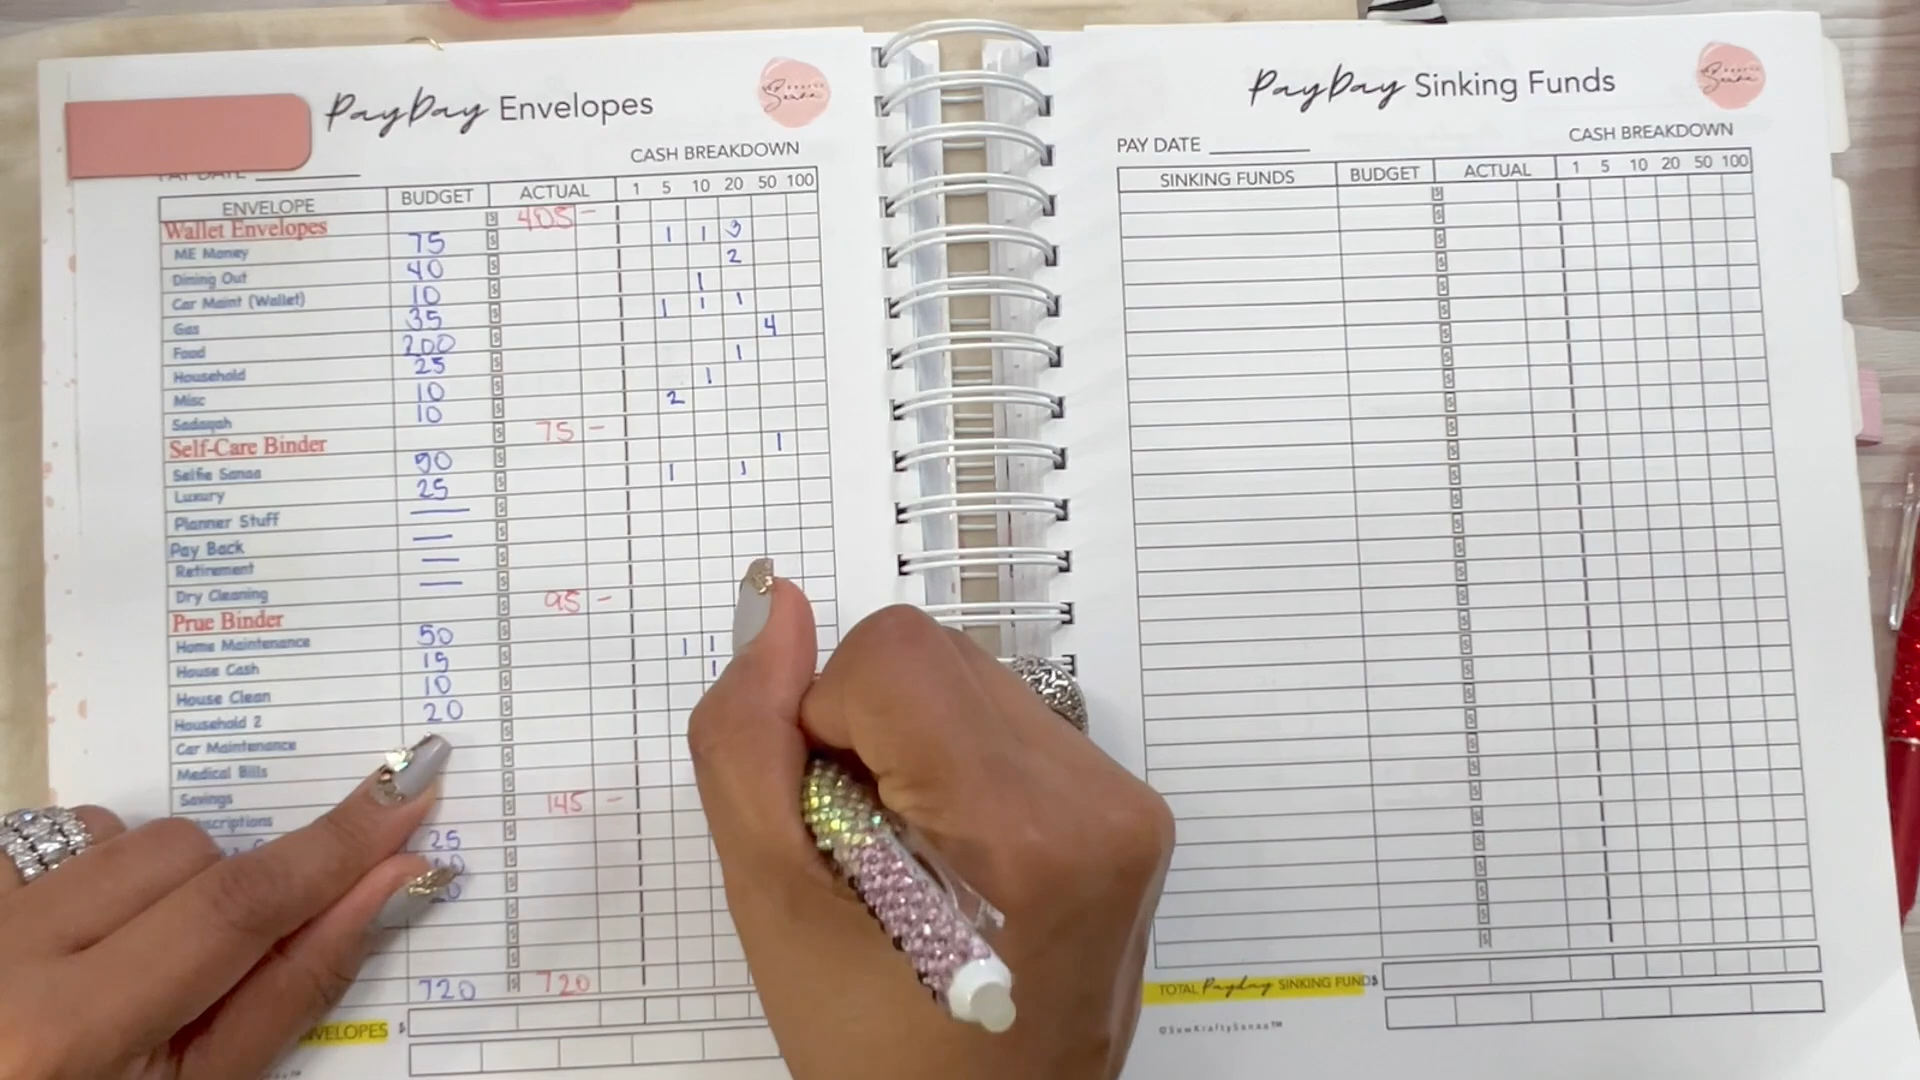 PayDay Envelopes
CASH BREAKDOWN
PAY DATE
ENVELOPE BUDGET ACTUAL 1 5 10 20 50 100
Wallet Envelopes 405 -
ME Money 75 1 1 3
Dining Out 40 2
Car Maint (Wallet) 10 1
Gas 35 1 1 1
Food 200 4
Household 25 1
Misc 10 1
Sadaqah 10 2
Self-Care Binder 75 -
Selfie Sanaa 1
Luxury 25 1 1
Planner Stuff —
Pay Back —
Retirement —
Dry Cleaning —
Prue Binder 95 -
Home Maintenance 50
House Cash 15 1 1
House Clean 10 1
Household 2 20
Car Maintenance
Medical Bills
Savings
145 -
25
720 $ 720
$
PayDay Sinking Funds
PAY DATE
CASH BREAKDOWN
SINKING FUNDS BUDGET ACTUAL 1 5 10 20 50 100
TOTAL Payday SINKING FUNDS
©SewKraftySanaa™